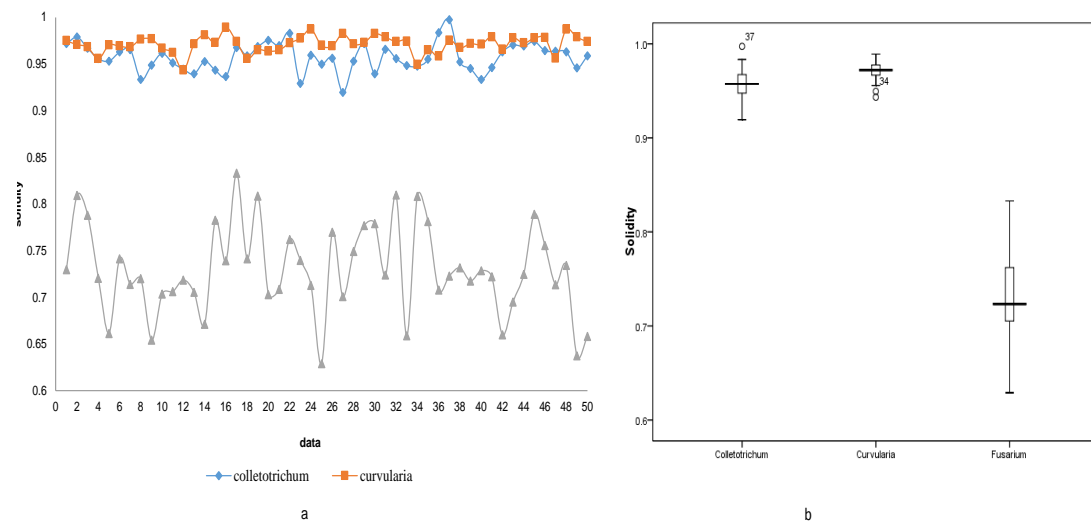 1
0.95
0.9
0.85
0.8
0.75
0.7
0.65
0.6
solidity
0 2 4 6 8 10 12 14 16 18 20 22 24 26 28 30 32 34 36 38 40 42 44 46 48 50
data
colletotrichum curvularia
a
1.0
0.9
0.8
0.7
0.6
Solidity
37
34
Colletotrichum Curvularia Fusarium
b